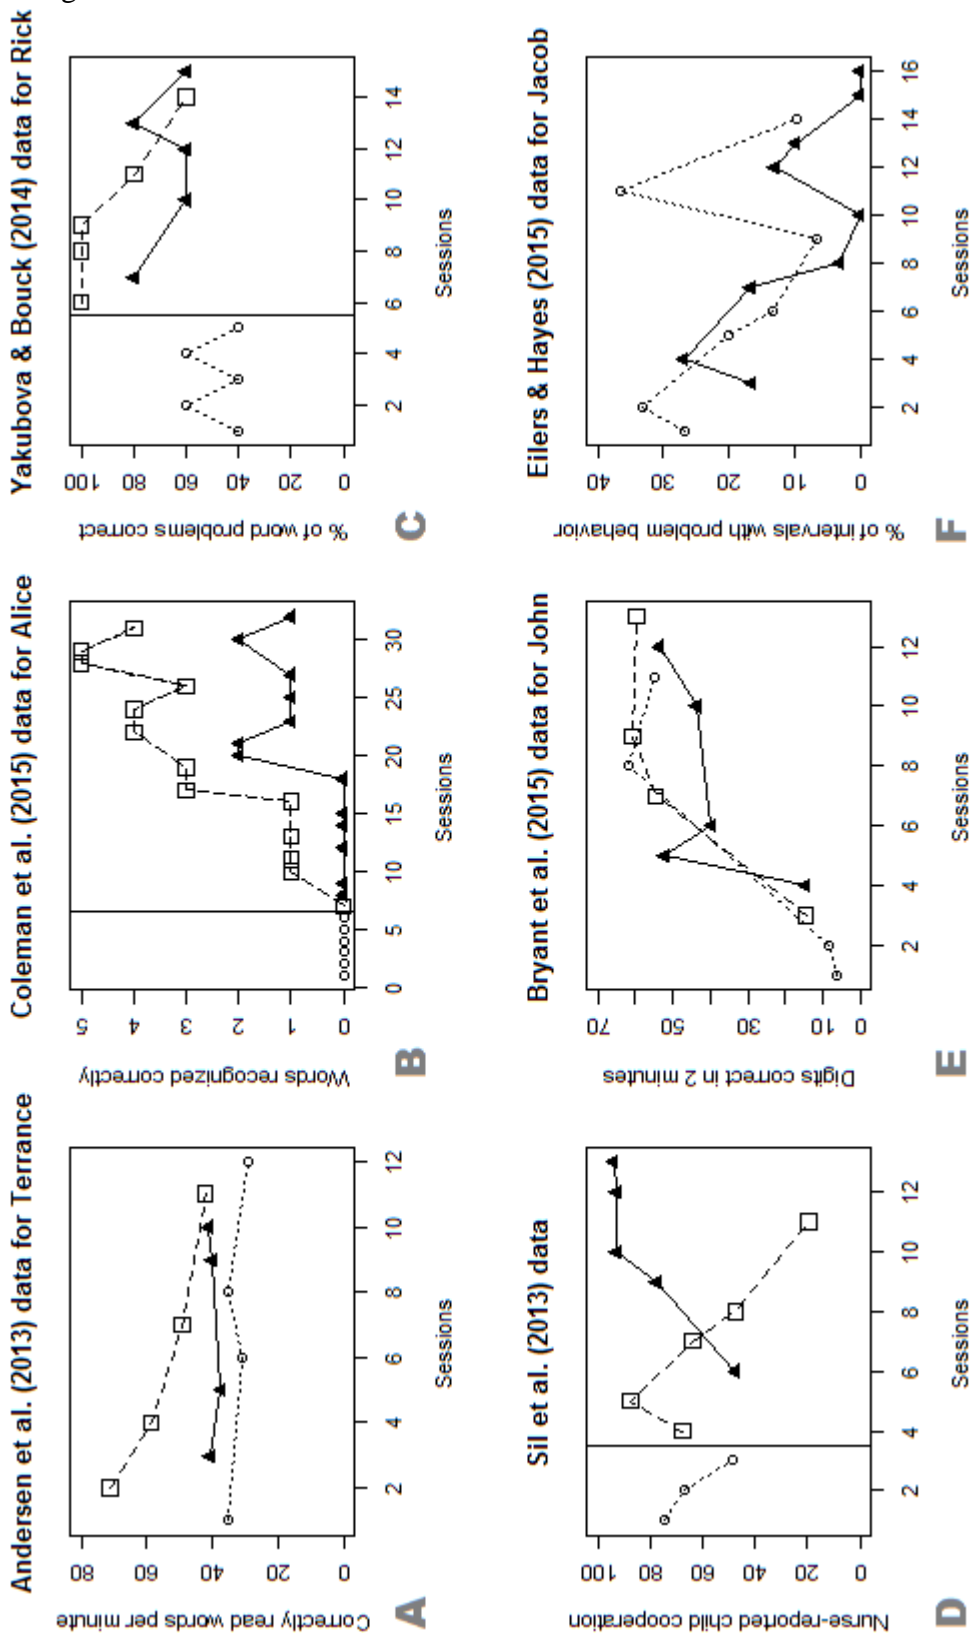 Andersen et al. (2013) data for Terrance
Correctly read words per minute
80
60
40
20
0
2 4 6 8 10 12
Sessions
A
Coleman et al. (2015) data for Alice
Words recognized correctly
5
4
3
2
1
0
0 5 10 15 20 25 30
Sessions
B
Yakubova & Bouck (2014) data for Rick
% of word problems correct
100
80
60
40
20
0
2 4 6 8 10 12 14
Sessions
C
Sil et al. (2013) data
Nurse-reported child cooperation
100
80
60
40
20
0
2 4 6 8 10 12
Sessions
D
Bryant et al. (2015) data for John
Digits correct in 2 minutes
70
50
30
10
0
2 4 6 8 10 12
Sessions
E
Eilers & Hayes (2015) data for Jacob
% of intervals with problem behavior
40
30
20
10
0
2 4 6 8 10 12 14 16
Sessions
F